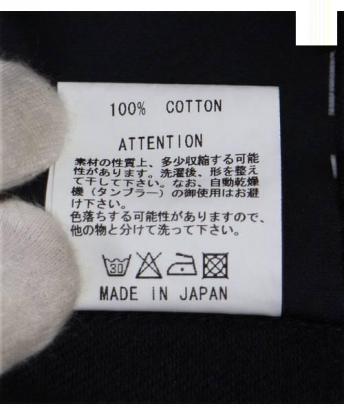 100% COTTON
ATTENTION
素材の性質上、多少収縮する可能
性があります。洗濯後、形を整え
て干して下さい。なお、自動乾燥
機（タンブラー）の御使用はお避
け下さい。
色落ちする可能性がありますので、
他の物と分けて洗って下さい。
30
MADE IN JAPAN